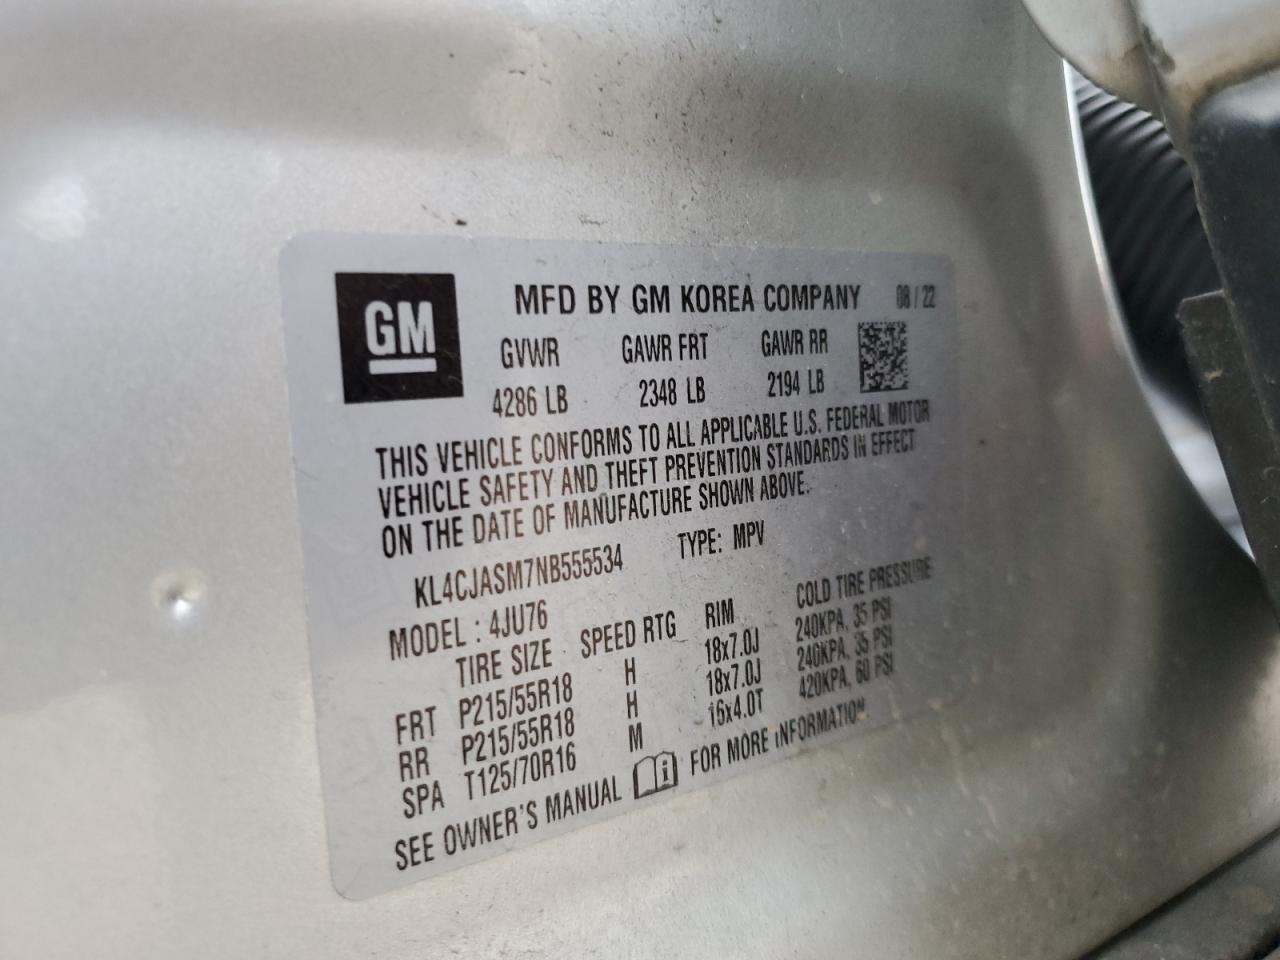 GM
MFD BY GM KOREA COMPANY 08 / 22
GVWR GAWR FRT GAWR RR
4286 LB 2348 LB 2194 LB
THIS VEHICLE CONFORMS TO ALL APPLICABLE U.S. FEDERAL MOTOR
VEHICLE SAFETY AND THEFT PREVENTION STANDARDS IN EFFECT
ON THE DATE OF MANUFACTURE SHOWN ABOVE.
KL4CJASM7NB555534 TYPE: MPV
MODEL : 4JU76
TIRE SIZE SPEED RTG RIM COLD TIRE PRESSURE
FRT P215/55R18 H 18x7.0J 240KPA, 35 PSI
RR P215/55R18 H 18x7.0J 240KPA, 35 PSI
SPA T125/70R16 M 16x4.0T 420KPA, 60 PSI
SEE OWNER'S MANUAL FOR MORE INFORMATION.